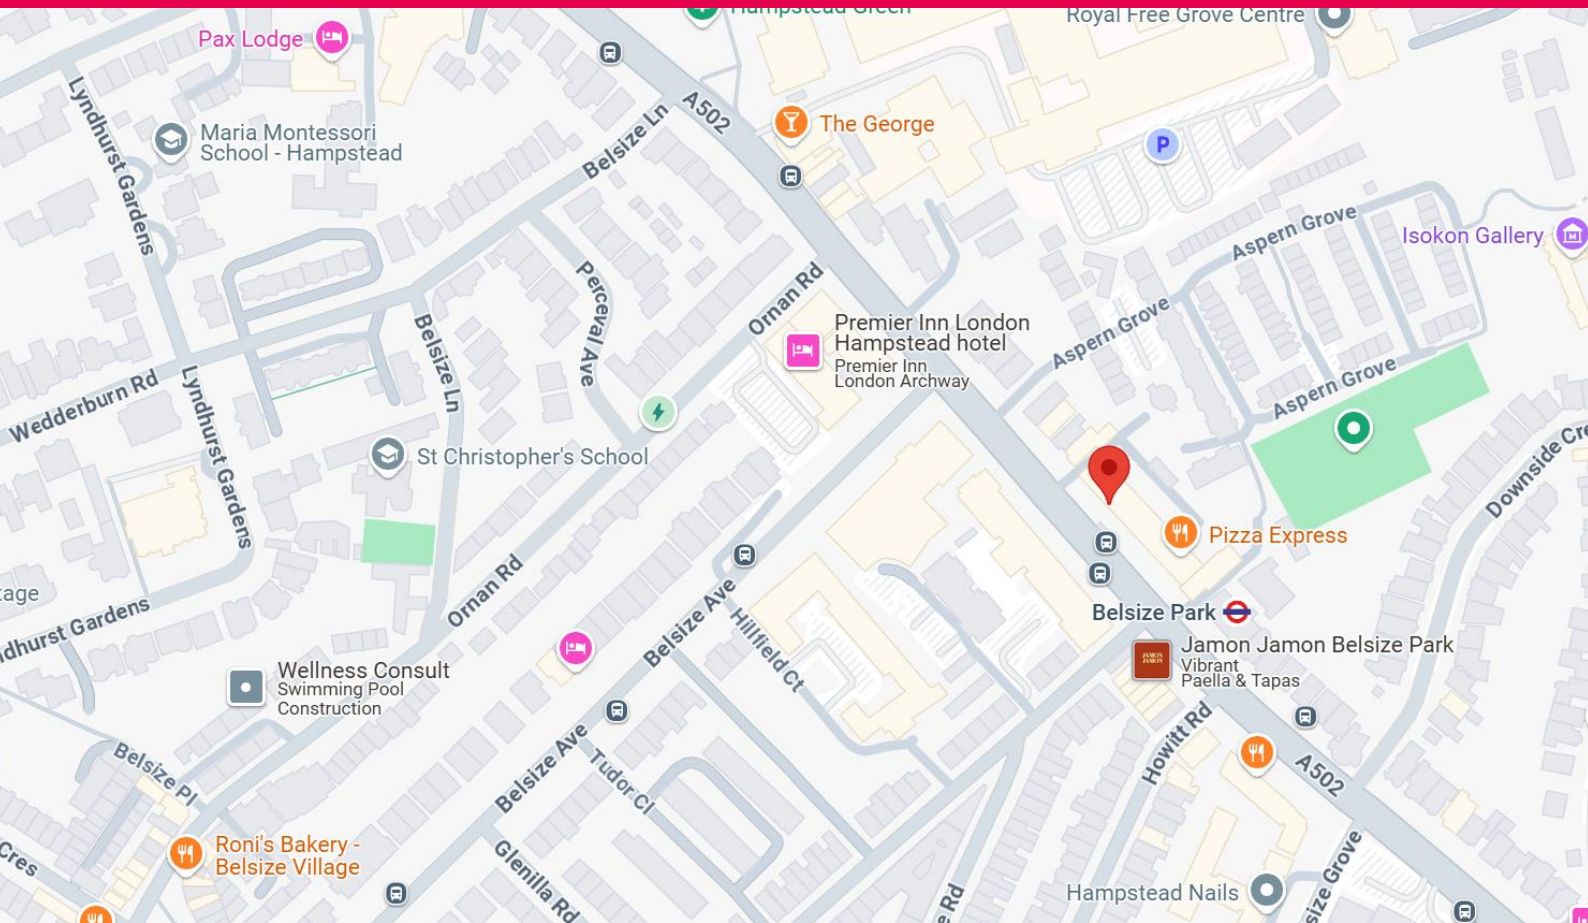 Hampstead Green
Royal Free Grove Centre
Pax Lodge
A502
The George
P
Maria Montessori
School - Hampstead
Lyndhurst Gardens
Belsize Ln
Aspern Grove
Isokon Gallery
Perceval Ave
Ornan Rd
Premier Inn London
Hampstead hotel
Premier Inn
London Archway
Aspern Grove
Belsize Ln
Aspern Grove
Wedderburn Rd
Lyndhurst Gardens
St Christopher's School
Downside Cre
Pizza Express
Ornan Rd
tage
dhurst Gardens
Belsize Ave
Hillfield Ct
Belsize Park
JAMON
JAMON
Jamon Jamon Belsize Park
Vibrant
Paella & Tapas
Wellness Consult
Swimming Pool
Construction
Howitt Rd
Belsize Pl
Belsize Ave
Tudor Cl
A502
Roni's Bakery -
Belsize Village
Cres
Glenilla Rd
e Rd
Hampstead Nails
size Grove